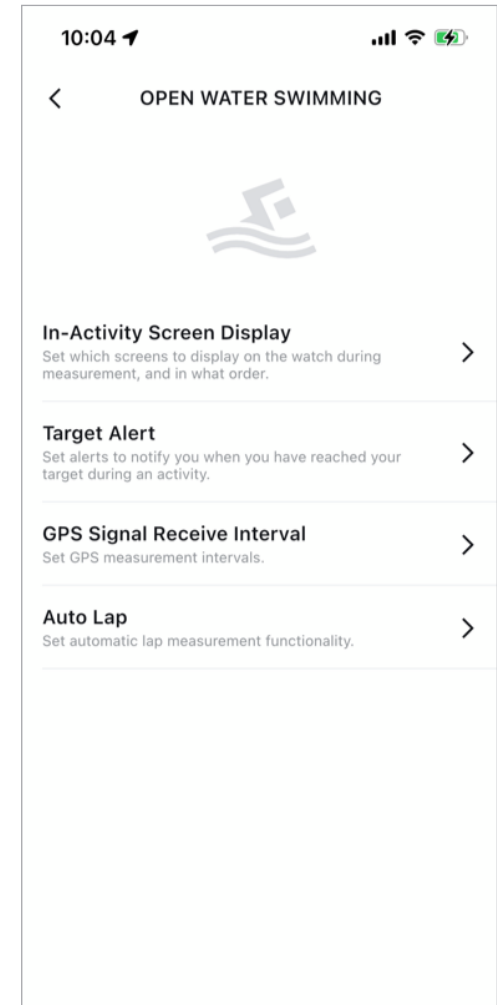 10:04
OPEN WATER SWIMMING
In-Activity Screen Display
Set which screens to display on the watch during
measurement, and in what order.
Target Alert
Set alerts to notify you when you have reached your
target during an activity.
GPS Signal Receive Interval
Set GPS measurement intervals.
Auto Lap
Set automatic lap measurement functionality.